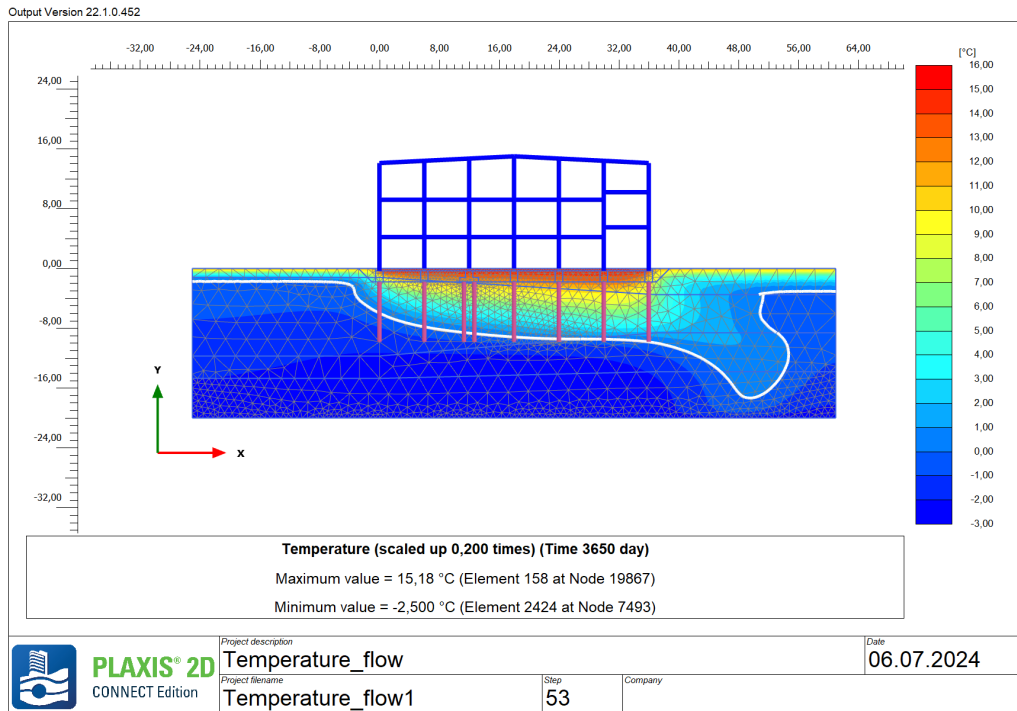 Output Version 22.1.0.452
-32,00 -24,00 -16,00 -8,00 0,00 8,00 16,00 24,00 32,00 40,00 48,00 56,00 64,00
[°C]
24,00
16,00
8,00
0,00
-8,00
-16,00
-24,00
-32,00
Y
X
16,00
15,00
14,00
13,00
12,00
11,00
10,00
9,00
8,00
7,00
6,00
5,00
4,00
3,00
2,00
1,00
0,00
-1,00
-2,00
-3,00
Temperature (scaled up 0,200 times) (Time 3650 day)
Maximum value = 15,18 °C (Element 158 at Node 19867)
Minimum value = -2,500 °C (Element 2424 at Node 7493)
PLAXIS® 2D
CONNECT Edition
Project description
Temperature_flow
Date
06.07.2024
Project filename
Temperature_flow1
Step
53
Company